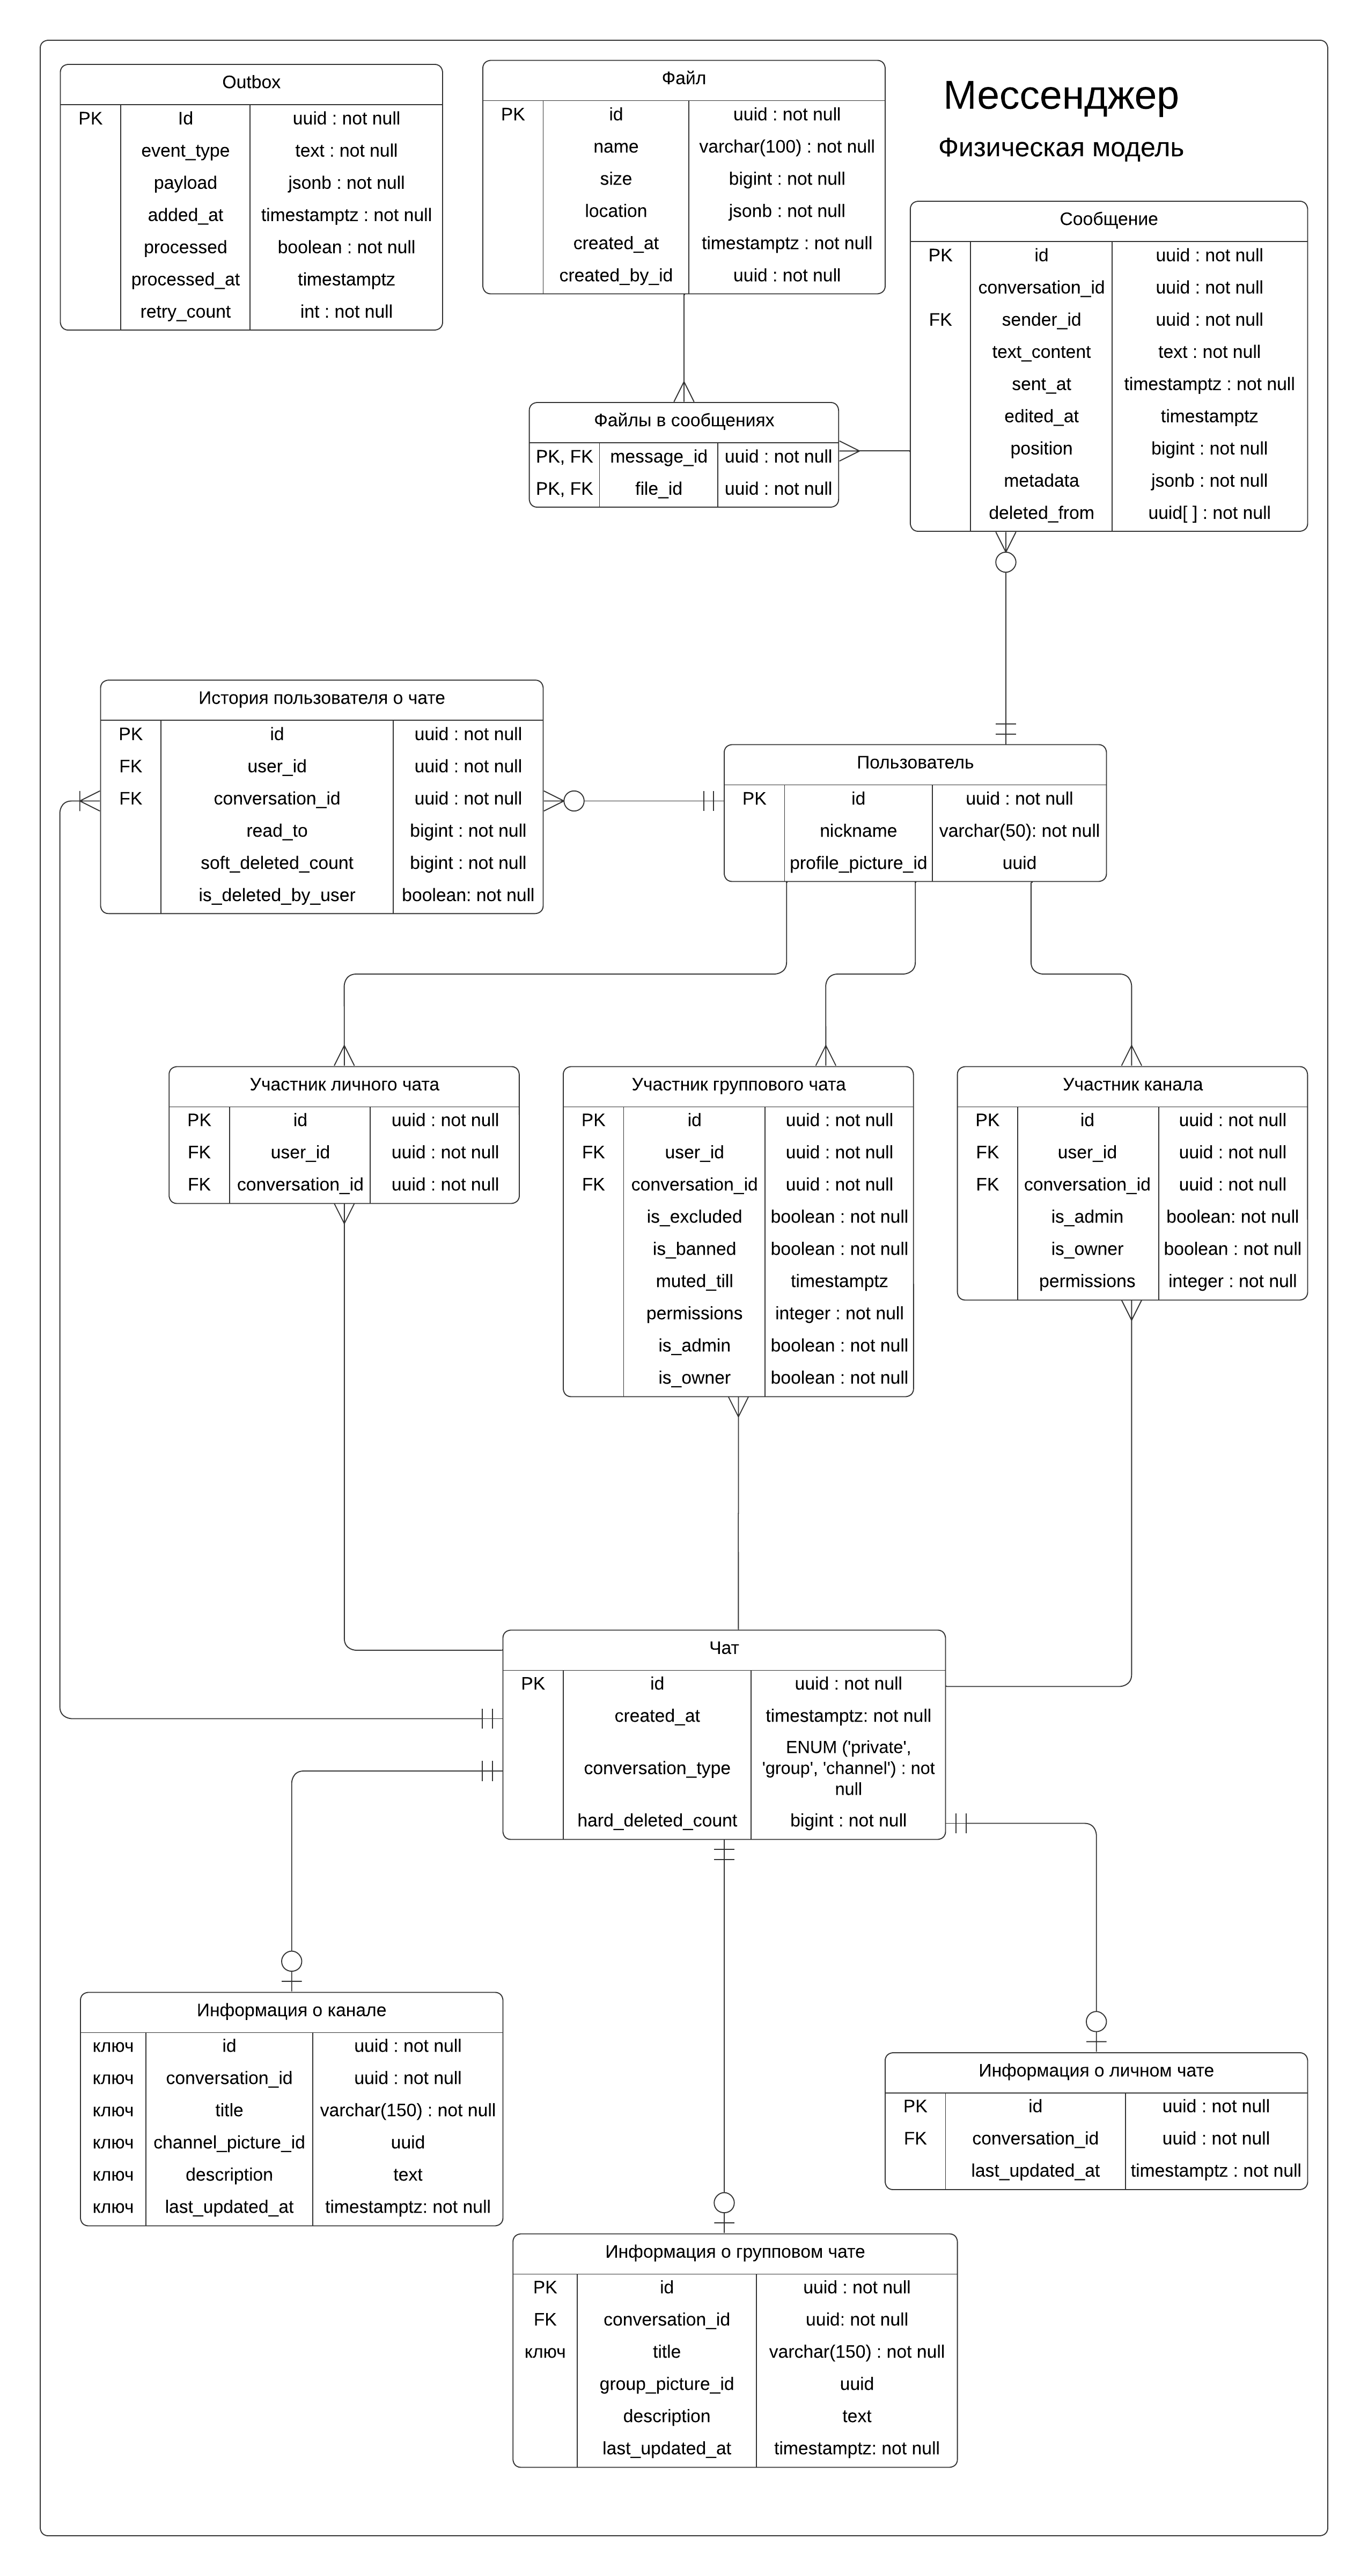 Мессенджер
Физическая модель
Outbox
PK Id uuid : not null
event_type text : not null
payload jsonb : not null
added_at timestamptz : not null
processed boolean : not null
processed_at timestamptz
retry_count int : not null
Файл
PK id uuid : not null
name varchar(100) : not null
size bigint : not null
location jsonb : not null
created_at timestamptz : not null
created_by_id uuid : not null
Сообщение
PK id uuid : not null
conversation_id uuid : not null
FK sender_id uuid : not null
text_content text : not null
sent_at timestamptz : not null
edited_at timestamptz
position bigint : not null
metadata jsonb : not null
deleted_from uuid[ ] : not null
Файлы в сообщениях
PK, FK message_id uuid : not null
PK, FK file_id uuid : not null
История пользователя о чате
PK id uuid : not null
FK user_id uuid : not null
FK conversation_id uuid : not null
read_to bigint : not null
soft_deleted_count bigint : not null
is_deleted_by_user boolean: not null
Пользователь
PK id uuid : not null
nickname varchar(50): not null
profile_picture_id uuid
Участник личного чата
PK id uuid : not null
FK user_id uuid : not null
FK conversation_id uuid : not null
Участник группового чата
PK id uuid : not null
FK user_id uuid : not null
FK conversation_id uuid : not null
is_excluded boolean : not null
is_banned boolean : not null
muted_till timestamptz
permissions integer : not null
is_admin boolean : not null
is_owner boolean : not null
Участник канала
PK id uuid : not null
FK user_id uuid : not null
FK conversation_id uuid : not null
is_admin boolean: not null
is_owner boolean : not null
permissions integer : not null
Чат
PK id uuid : not null
created_at timestamptz: not null
conversation_type ENUM ('private',
'group', 'channel') : not
null
hard_deleted_count bigint : not null
Информация о канале
ключ id uuid : not null
ключ conversation_id uuid : not null
ключ title varchar(150) : not null
ключ channel_picture_id uuid
ключ description text
ключ last_updated_at timestamptz: not null
Информация о личном чате
PK id uuid : not null
FK conversation_id uuid : not null
last_updated_at timestamptz : not null
Информация о групповом чате
PK id uuid : not null
FK conversation_id uuid: not null
ключ title varchar(150) : not null
group_picture_id uuid
description text
last_updated_at timestamptz: not null